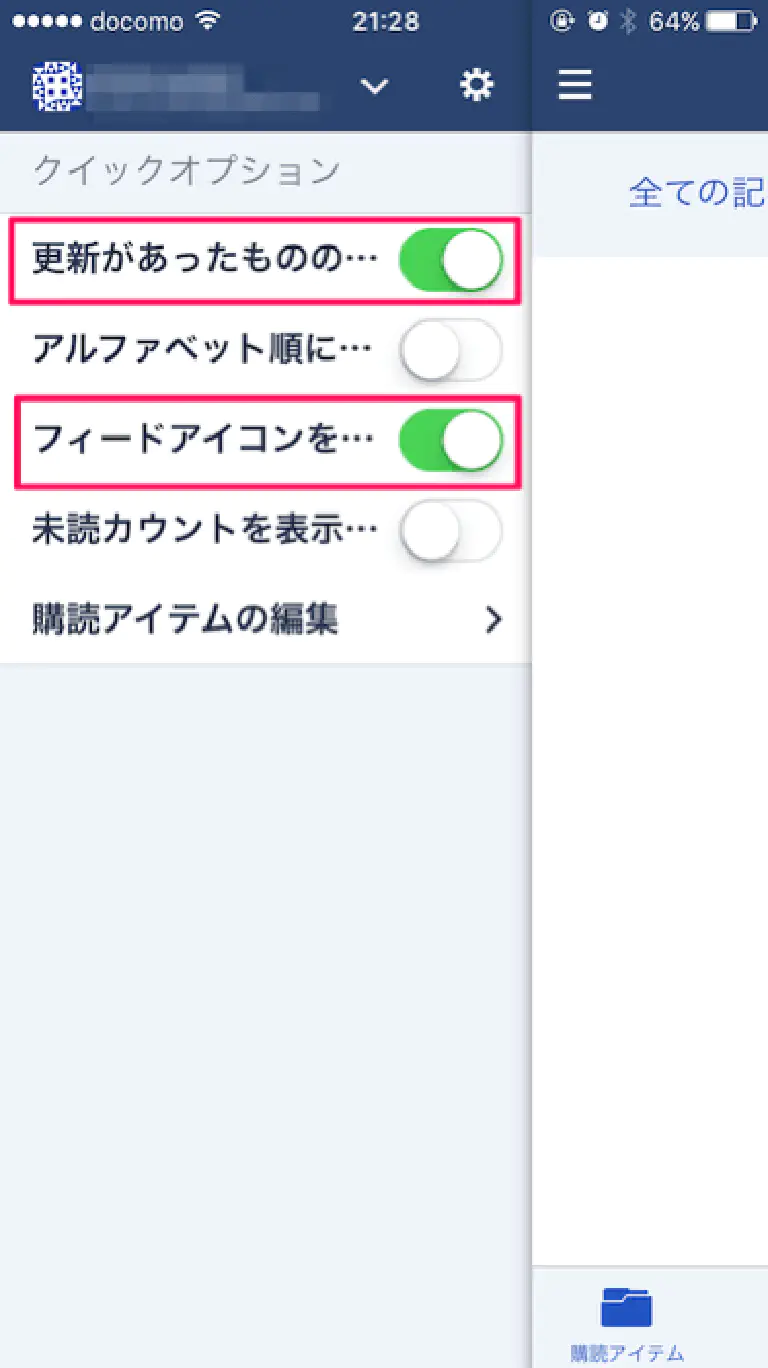 docomo 21:28 64%
クイックオプション
全ての記
更新があったものの…
アルファベット順に…
フィードアイコンを…
未読カウントを表示…
購読アイテムの編集
購読アイテム